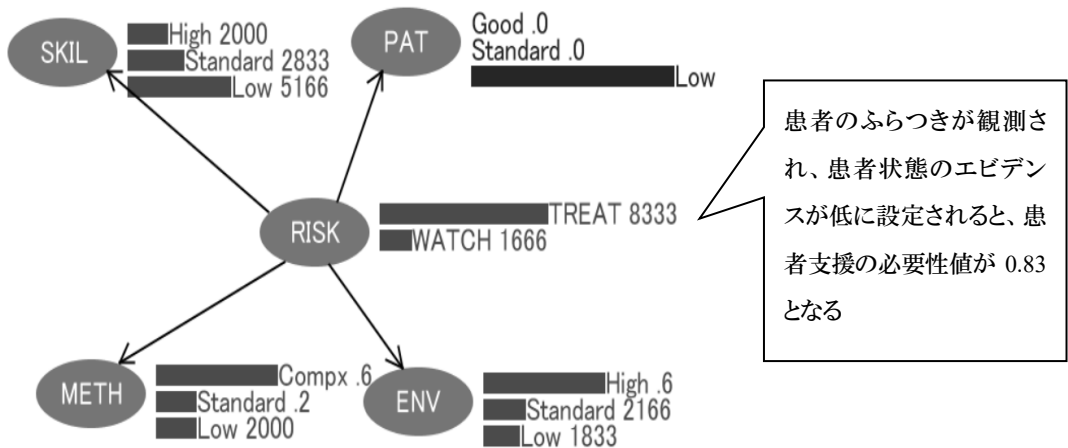 SKIL
High 2000
Standard 2833
Low 5166
PAT
Good .0
Standard .0
Low
RISK
TREAT 8333
WATCH 1666
患者のふらつきが観測さ
れ、患者状態のエビデン
スが低に設定されると、患
者支援の必要性値が 0.83
となる
METH
Compx .6
Standard .2
Low 2000
ENV
High .6
Standard 2166
Low 1833